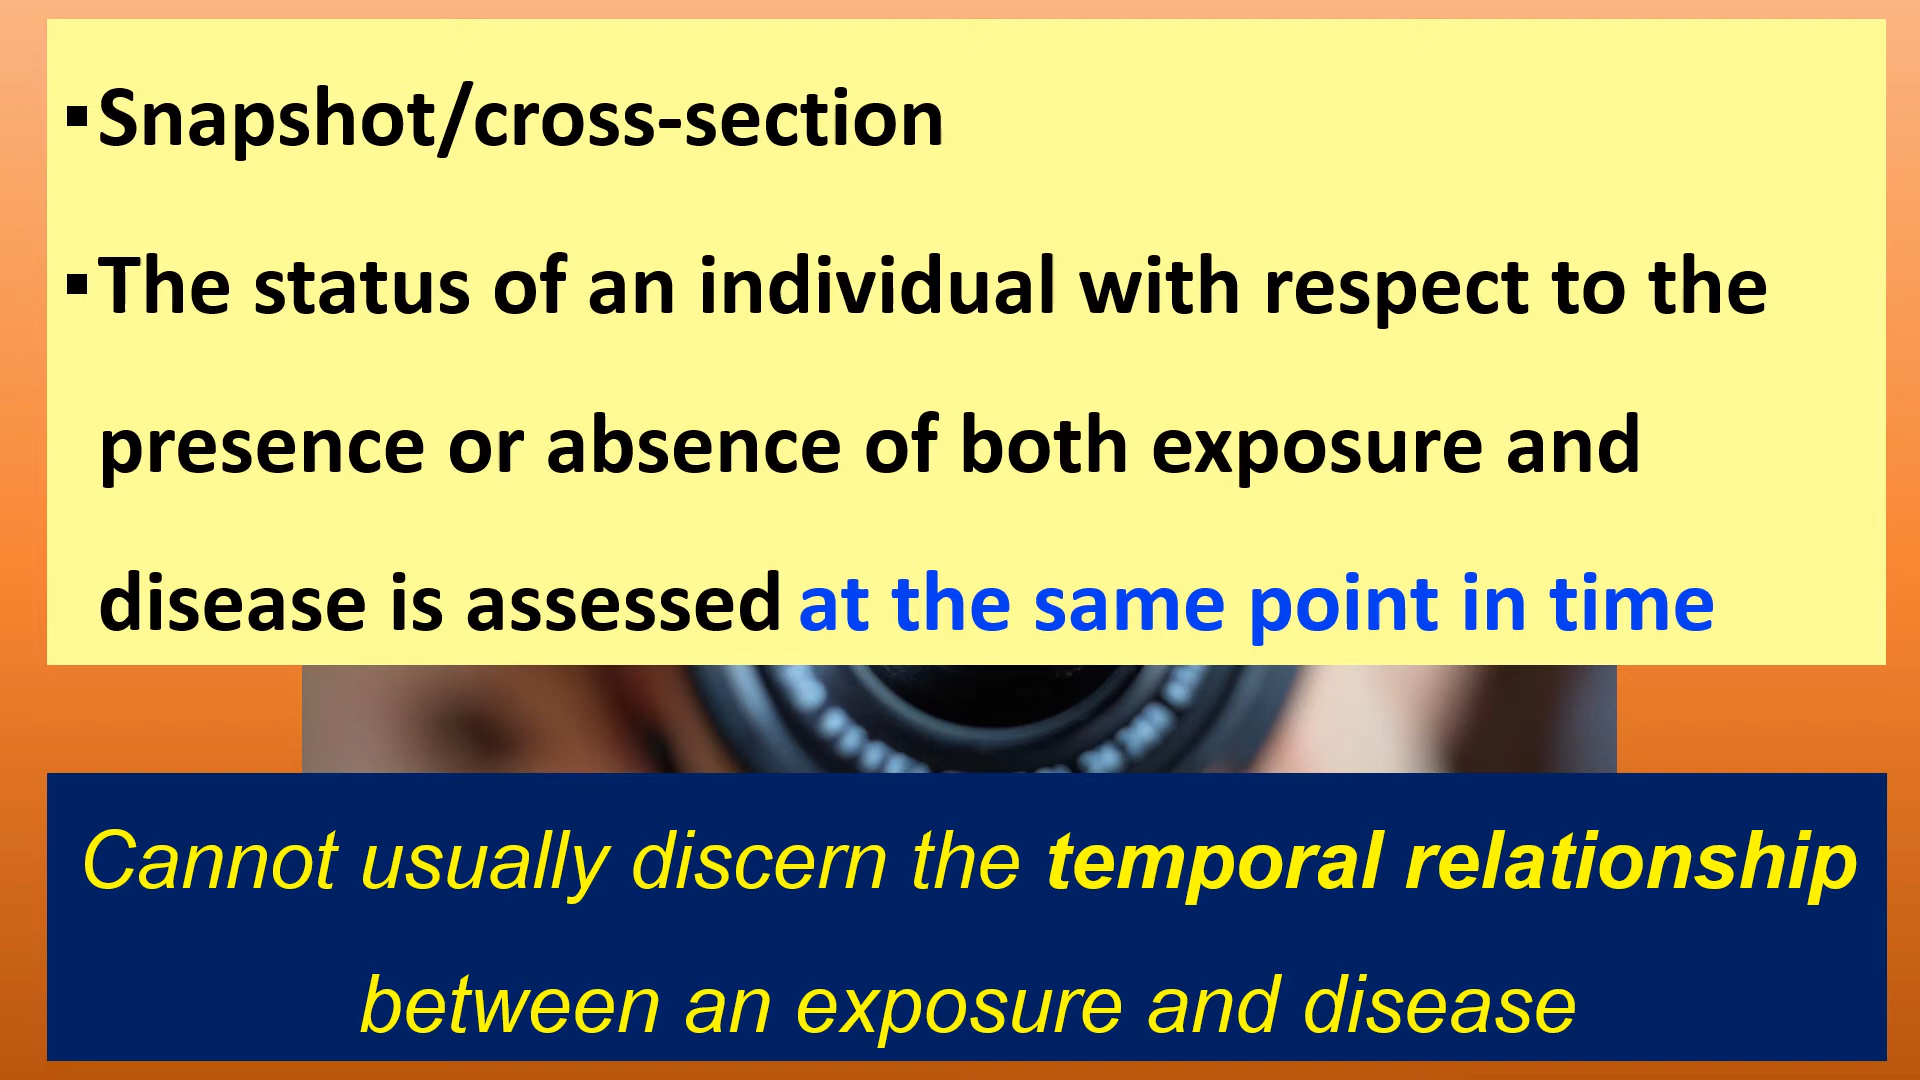 ▪Snapshot/cross-section
▪The status of an individual with respect to the
presence or absence of both exposure and
disease is assessed at the same point in time
Cannot usually discern the temporal relationship
between an exposure and disease